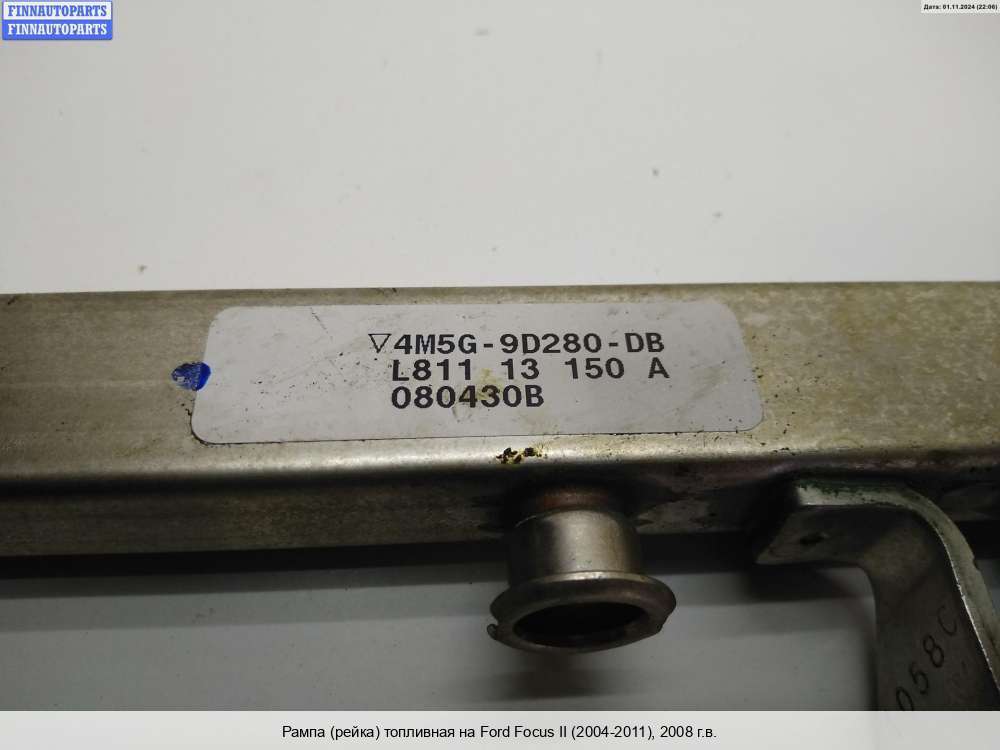 FINNAUTOPARTS
FINNAUTOPARTS
Дата: 01.11.2024 (22:06)
▽4M5G-9D280-DB
L811 13 150 A
080430B
058C
Рампа (рейка) топливная на Ford Focus II (2004-2011), 2008 г.в.